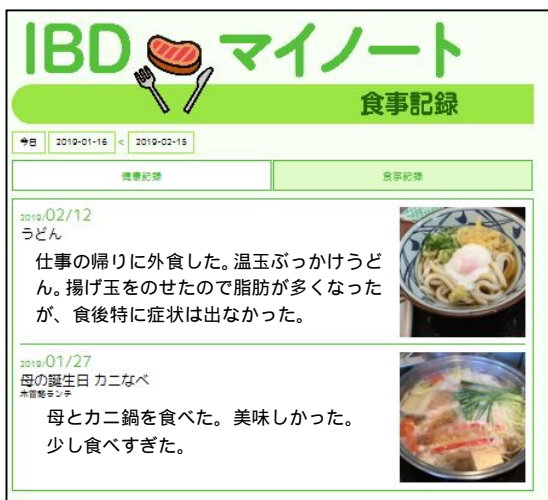 IBD マイノート
食事記録
今日 2019-01-16 < 2019-02-15
健康記録 食事記録
2019/02/12
うどん
仕事の帰りに外食した。温玉ぶっかけうど
ん。揚げ玉をのせたので脂肪が多くなった
が、食後特に症状は出なかった。
2019/01/27
母の誕生日 カニなべ
木曽路ランチ
母とカニ鍋を食べた。美味しかった。
少し食べすぎた。